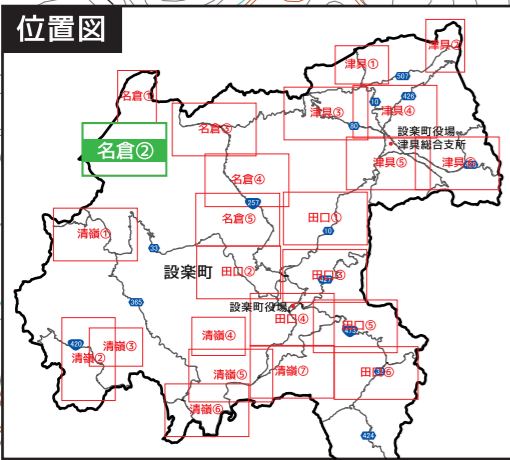 位置図
津具②
津具①
507
名倉①
津具③
10
426
津具④
80
名倉③
設楽町役場
津具総合支所
名倉②
津具⑤
津具⑥
名倉④
257
清嶺①
名倉⑤
田口①
10
33
設楽町
田口②
田口③
365
設楽町役場
田口④
田口⑤
420
清嶺③
清嶺②
清嶺④
473
清嶺⑤
清嶺⑦
田口⑥
清嶺⑥
424